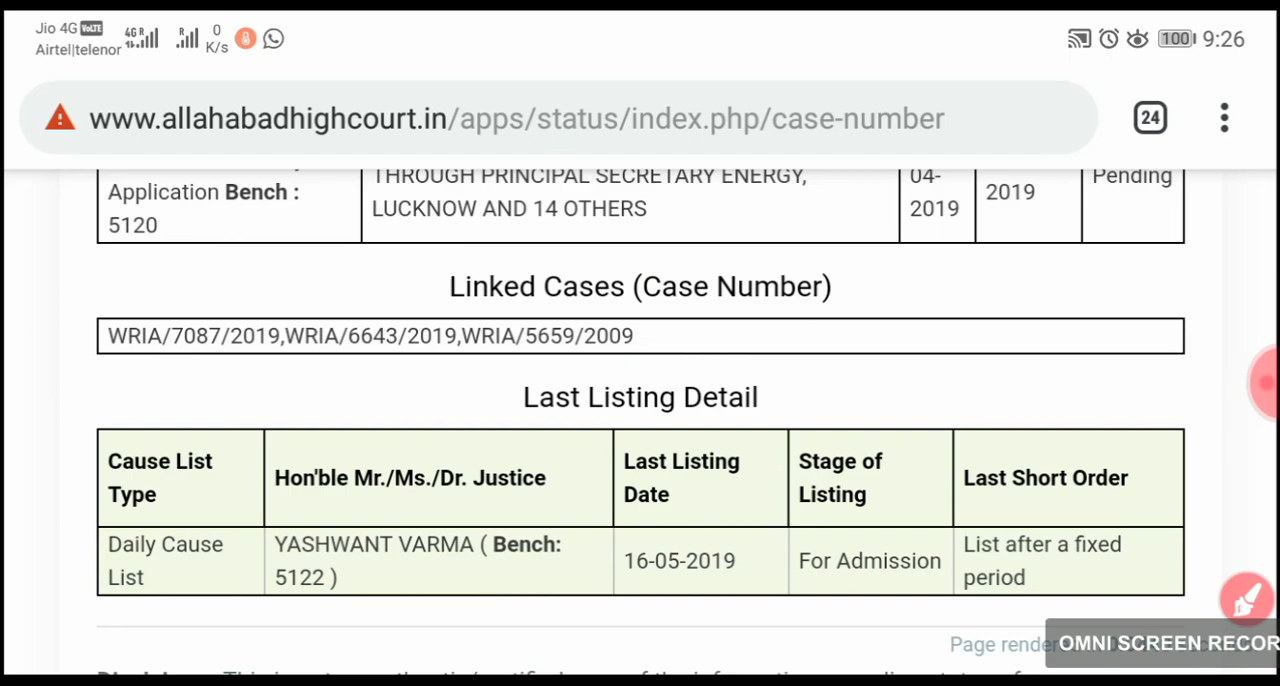 Jio 4G VoLTE 4G R R 0 100 9:26
Airtel|telenor K/s
www.allahabadhighcourt.in/apps/status/index.php/case-number 24
Application Bench : THROUGH PRINCIPAL SECRETARY ENERGY, 04- 2019 Pending
5120 LUCKNOW AND 14 OTHERS 2019
Linked Cases (Case Number)
WRIA/7087/2019,WRIA/6643/2019,WRIA/5659/2009
Last Listing Detail
Cause List Type Hon'ble Mr./Ms./Dr. Justice Last Listing Date Stage of Listing Last Short Order
Daily Cause List YASHWANT VARMA ( Bench: 5122 ) 16-05-2019 For Admission List after a fixed period
Page
OMNI SCREEN RECOR